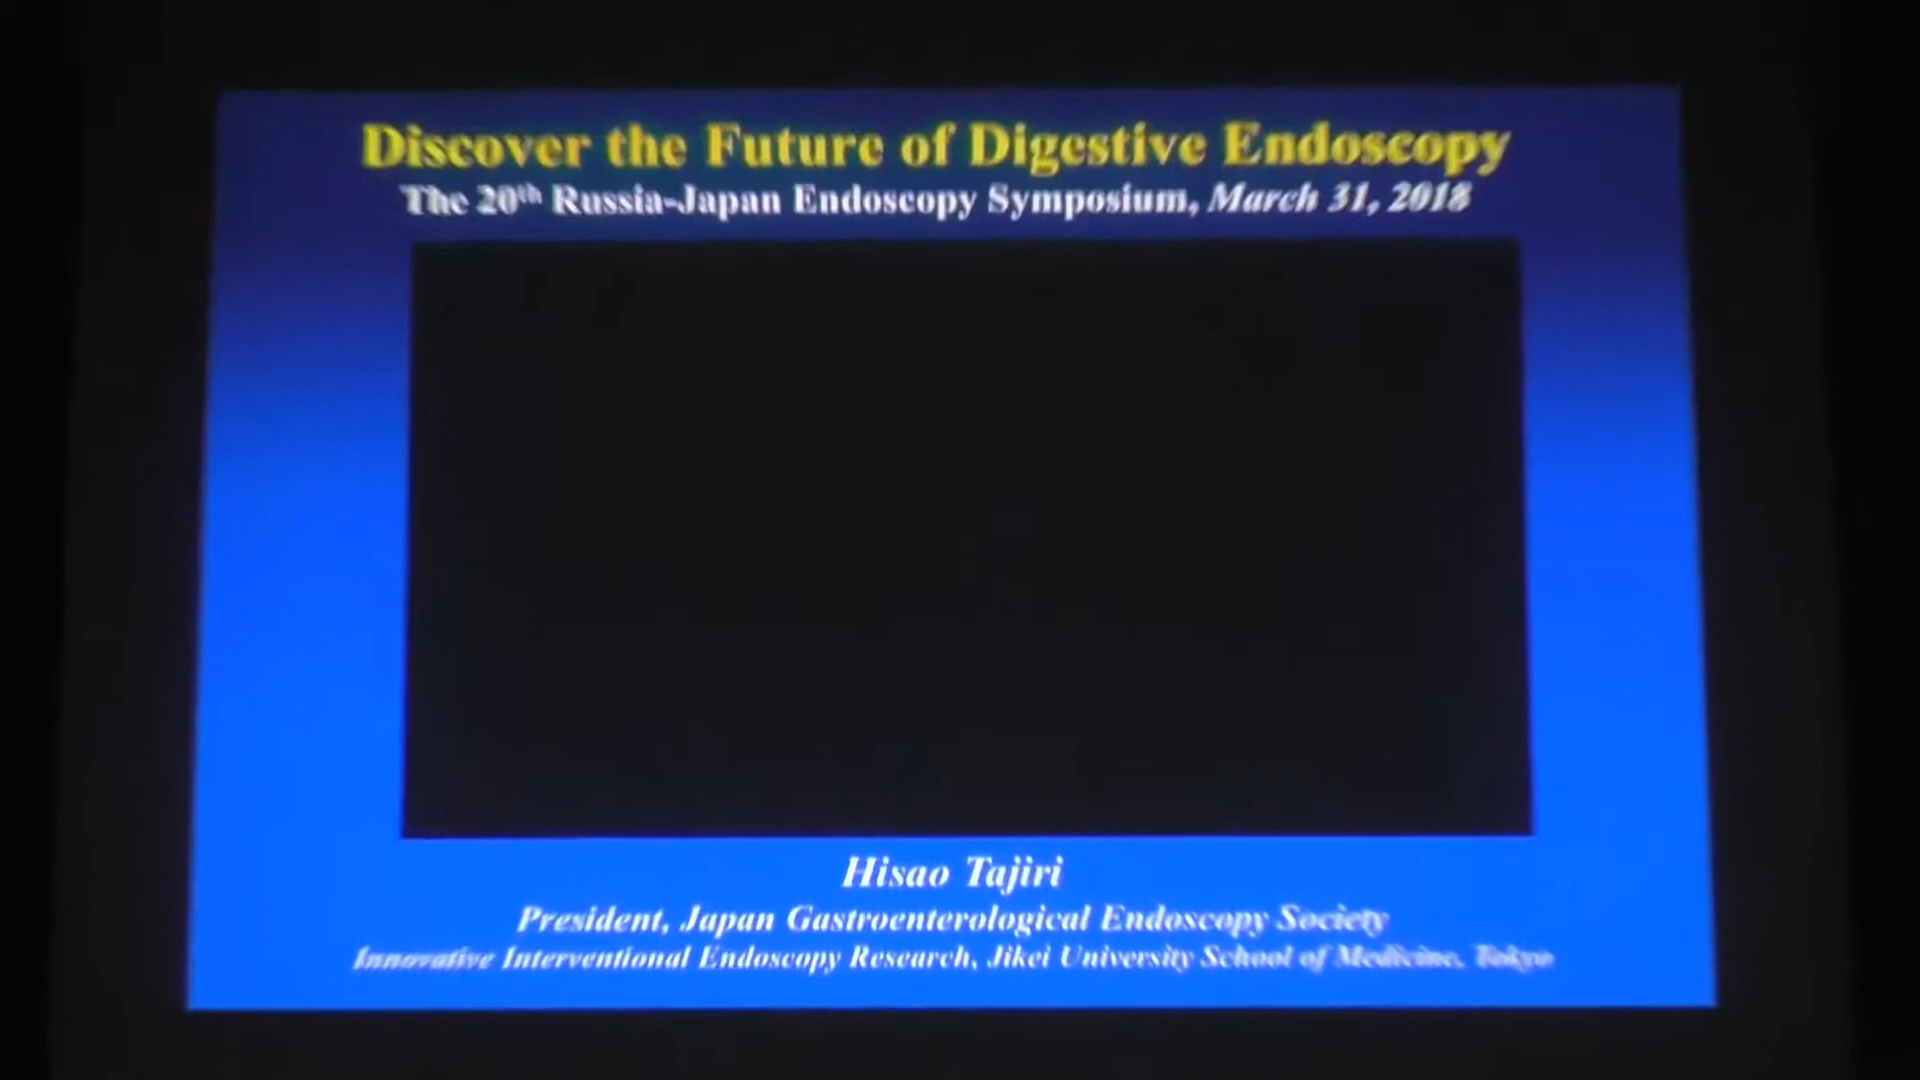 Discover the Future of Digestive Endoscopy
The 20th Russia-Japan Endoscopy Symposium, March 31, 2018
Hisao Tajiri
President, Japan Gastroenterological Endoscopy Society
Innovative Interventional Endoscopy Research, Jikei University School of Medicine, Tokyo